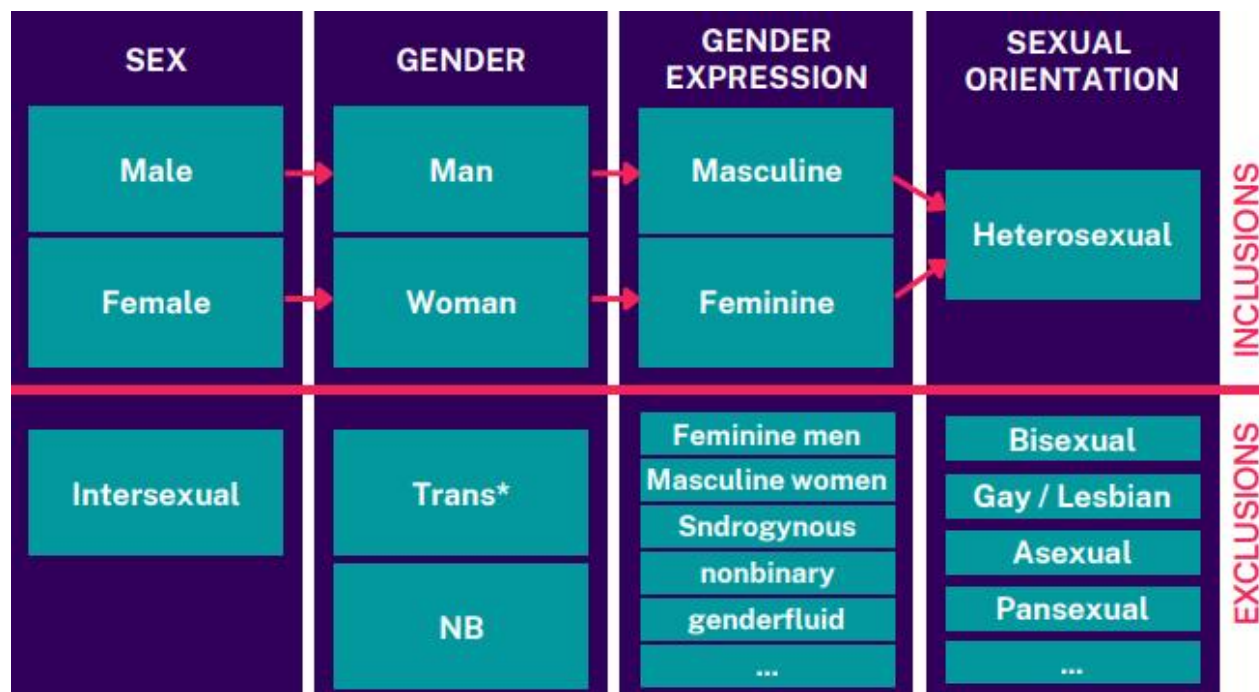 SEX
GENDER
GENDER
EXPRESSION
SEXUAL
ORIENTATION
Male
Man
Masculine
Heterosexual
Female
Woman
Feminine
INCLUSIONS
Intersexual
Trans*
NB
Feminine men
Masculine women
Sndrogynous
nonbinary
genderfluid
...
Bisexual
Gay / Lesbian
Asexual
Pansexual
...
EXCLUSIONS